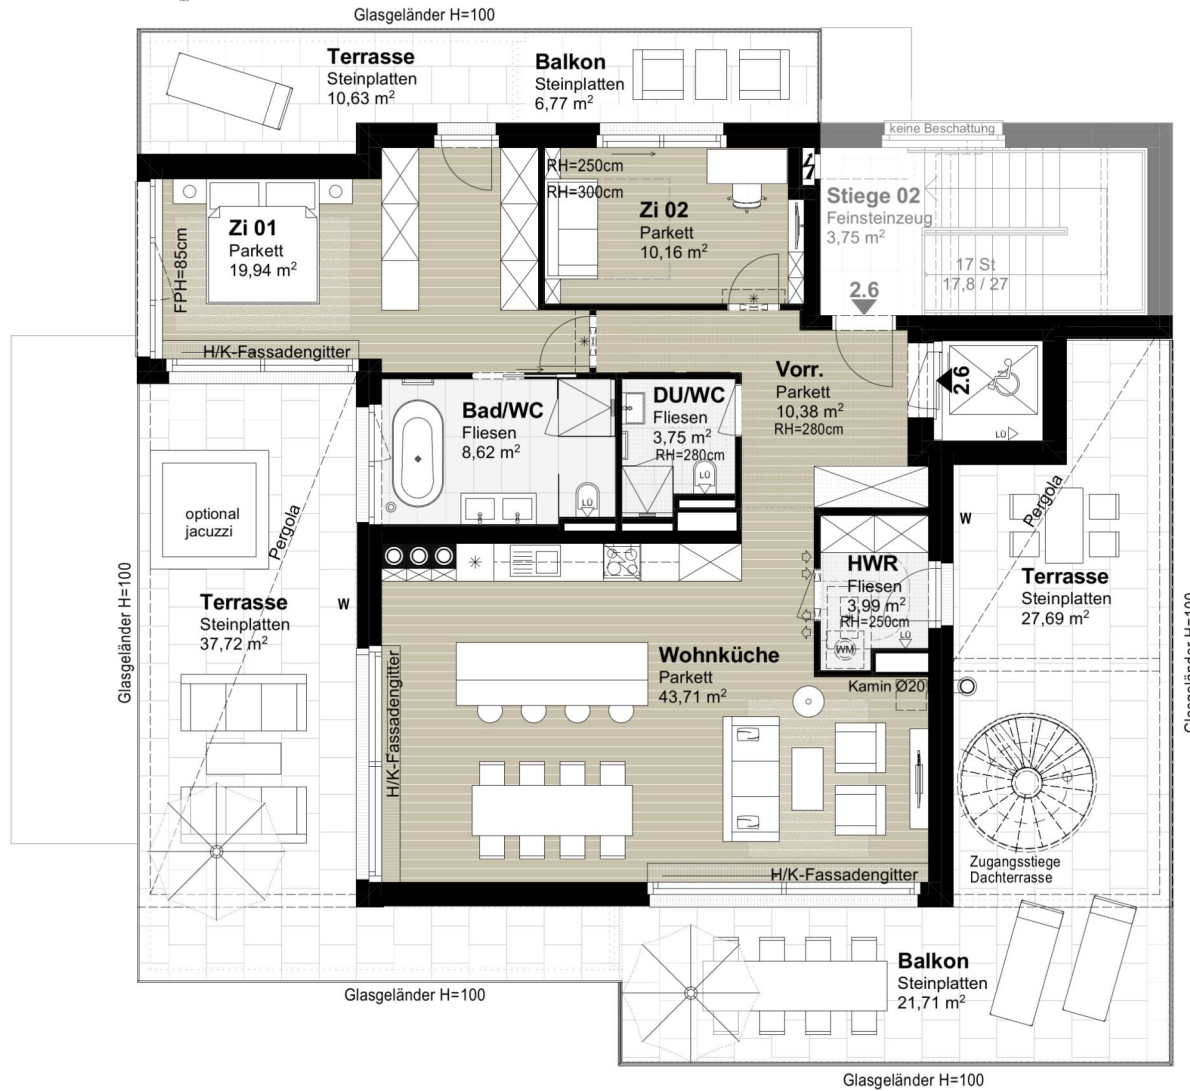 Glasgeländer H=100
Terrasse
Steinplatten
10,63 m²
Balkon
Steinplatten
6,77 m²
keine Beschattung
RH=250cm
RH=300cm
Zi 01
Parkett
19,94 m²
FPH=85cm
Zi 02
Parkett
10,16 m²
Stiege 02
Feinsteinzeug
3,75 m²
17 St
17,8 / 27
2.6
H/K-Fassadengitter
Vorr.
Parkett
10,38 m²
RH=280cm
2.6
LÜ
Bad/WC
Fliesen
8,62 m²
LÜ
DU/WC
Fliesen
3,75 m²
RH=280cm
LÜ
optional
jacuzzi
Pergola
Pergola
W
HWR
Fliesen
3,99 m²
RH=250cm
LÜ
WM
Terrasse
Steinplatten
27,69 m²
Terrasse
Steinplatten
37,72 m²
W
Glasgeländer H=100
Glasgeländer H=100
Wohnküche
Parkett
43,71 m²
Kamin Ø20
H/K-Fassadengitter
Zugangsstiege
Dachterrasse
H/K-Fassadengitter
Balkon
Steinplatten
21,71 m²
Glasgeländer H=100
Glasgeländer H=100